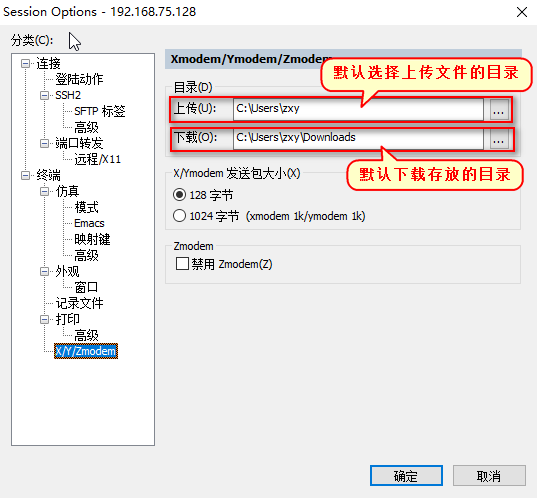 Session Options - 192.168.75.128
分类(C):
连接
登陆动作
SSH2
SFTP 标签
高级
端口转发
远程/X11
终端
仿真
模式
Emacs
映射键
高级
外观
窗口
记录文件
打印
高级
X/Y/Zmodem
Xmodem/Ymodem/Zmodem
默认选择上传文件的目录
目录(D)
上传(U): C:\Users\zxy ...
下载(O): C:\Users\zxy\Downloads ...
默认下载存放的目录
X/Ymodem 发送包大小(X)
128 字节
1024 字节 (xmodem 1k/ymodem 1k)
Zmodem
禁用 Zmodem(Z)
确定 取消